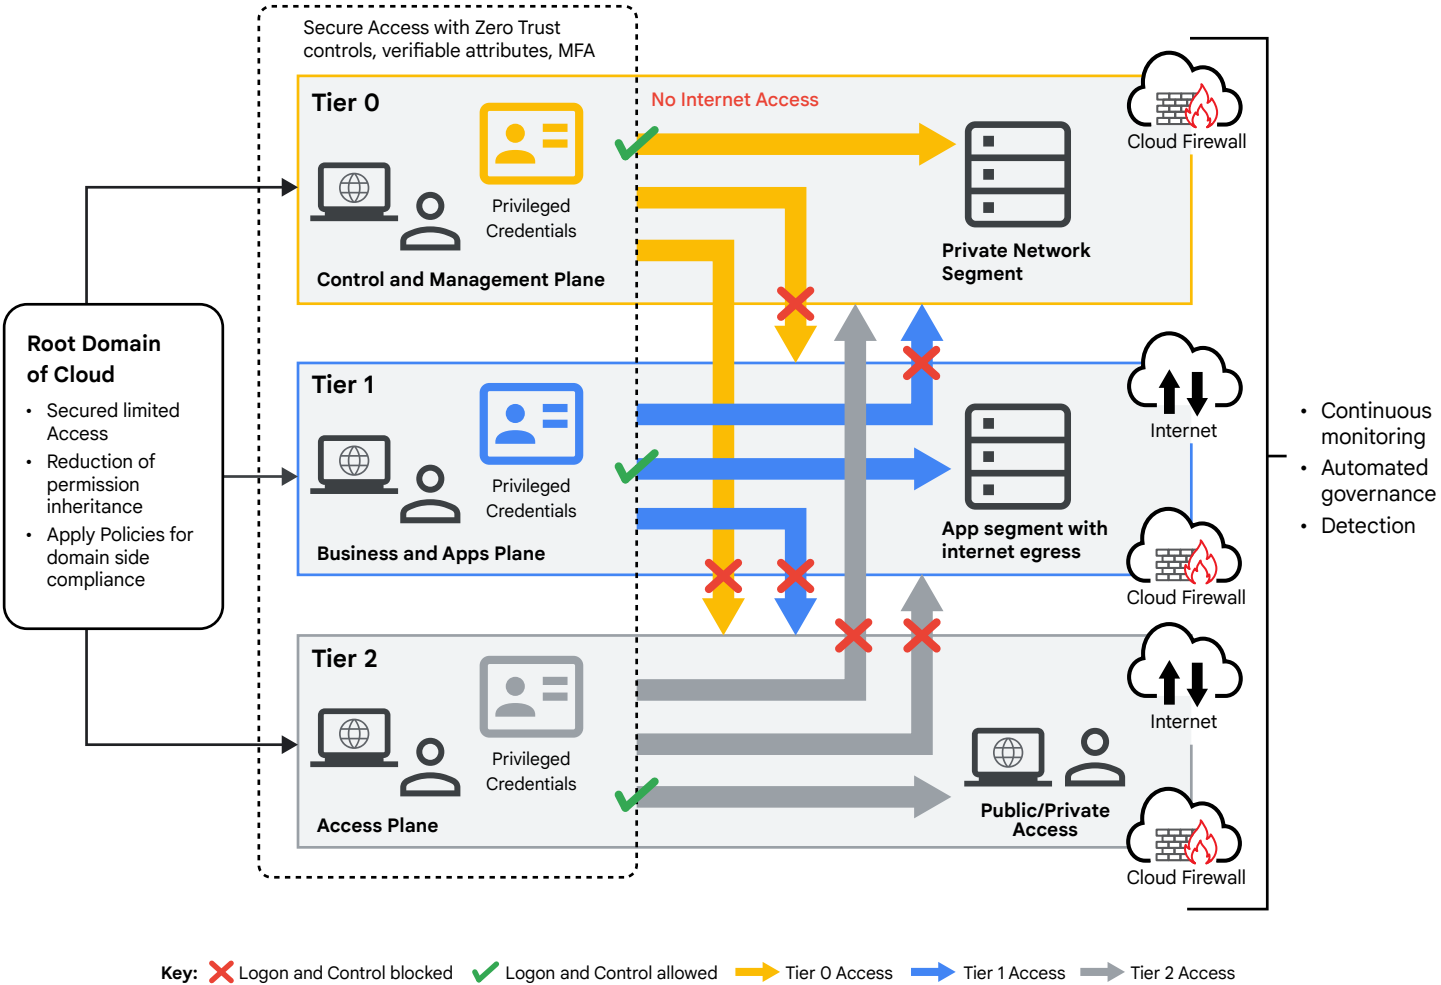 Secure Access with Zero Trust
controls, verifiable attributes, MFA
Tier 0
No Internet Access
Cloud Firewall
Privileged
Credentials
Private Network
Segment
Control and Management Plane
Root Domain
of Cloud
• Secured limited
Access
• Reduction of
permission
inheritance
• Apply Policies for
domain side
compliance
Tier 1
Internet
Privileged
Credentials
App segment with
internet egress
Business and Apps Plane
Cloud Firewall
• Continuous
monitoring
• Automated
governance
• Detection
Tier 2
Internet
Privileged
Credentials
Public/Private
Access
Access Plane
Cloud Firewall
Key: Logon and Control blocked Logon and Control allowed Tier 0 Access Tier 1 Access Tier 2 Access